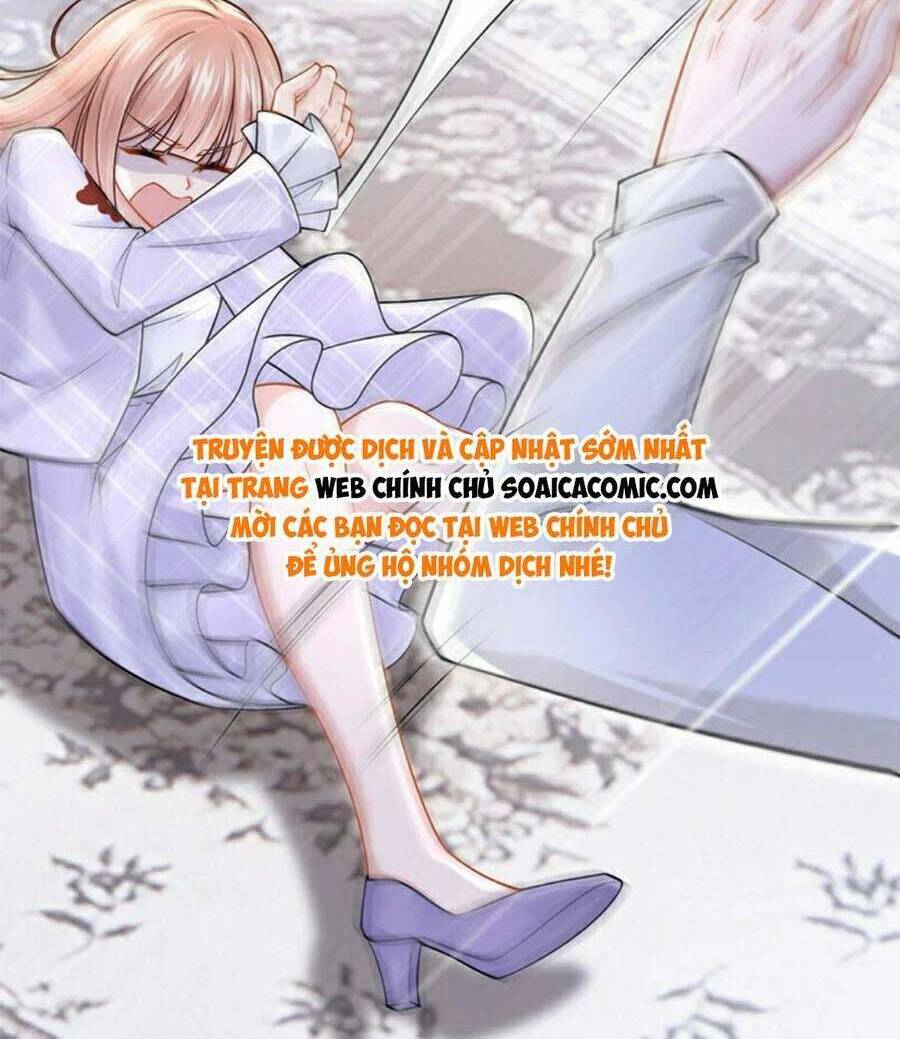 TRUYỆN ĐƯỢC DỊCH VÀ CẬP NHẬT SỚM NHẤT
TẠI TRANG WEB CHÍNH CHỦ SOAICACOMIC.COM
MỜI CÁC BẠN ĐỌC TẠI WEB CHÍNH CHỦ
ĐỂ ỦNG HỘ NHÓM DỊCH NHÉ!